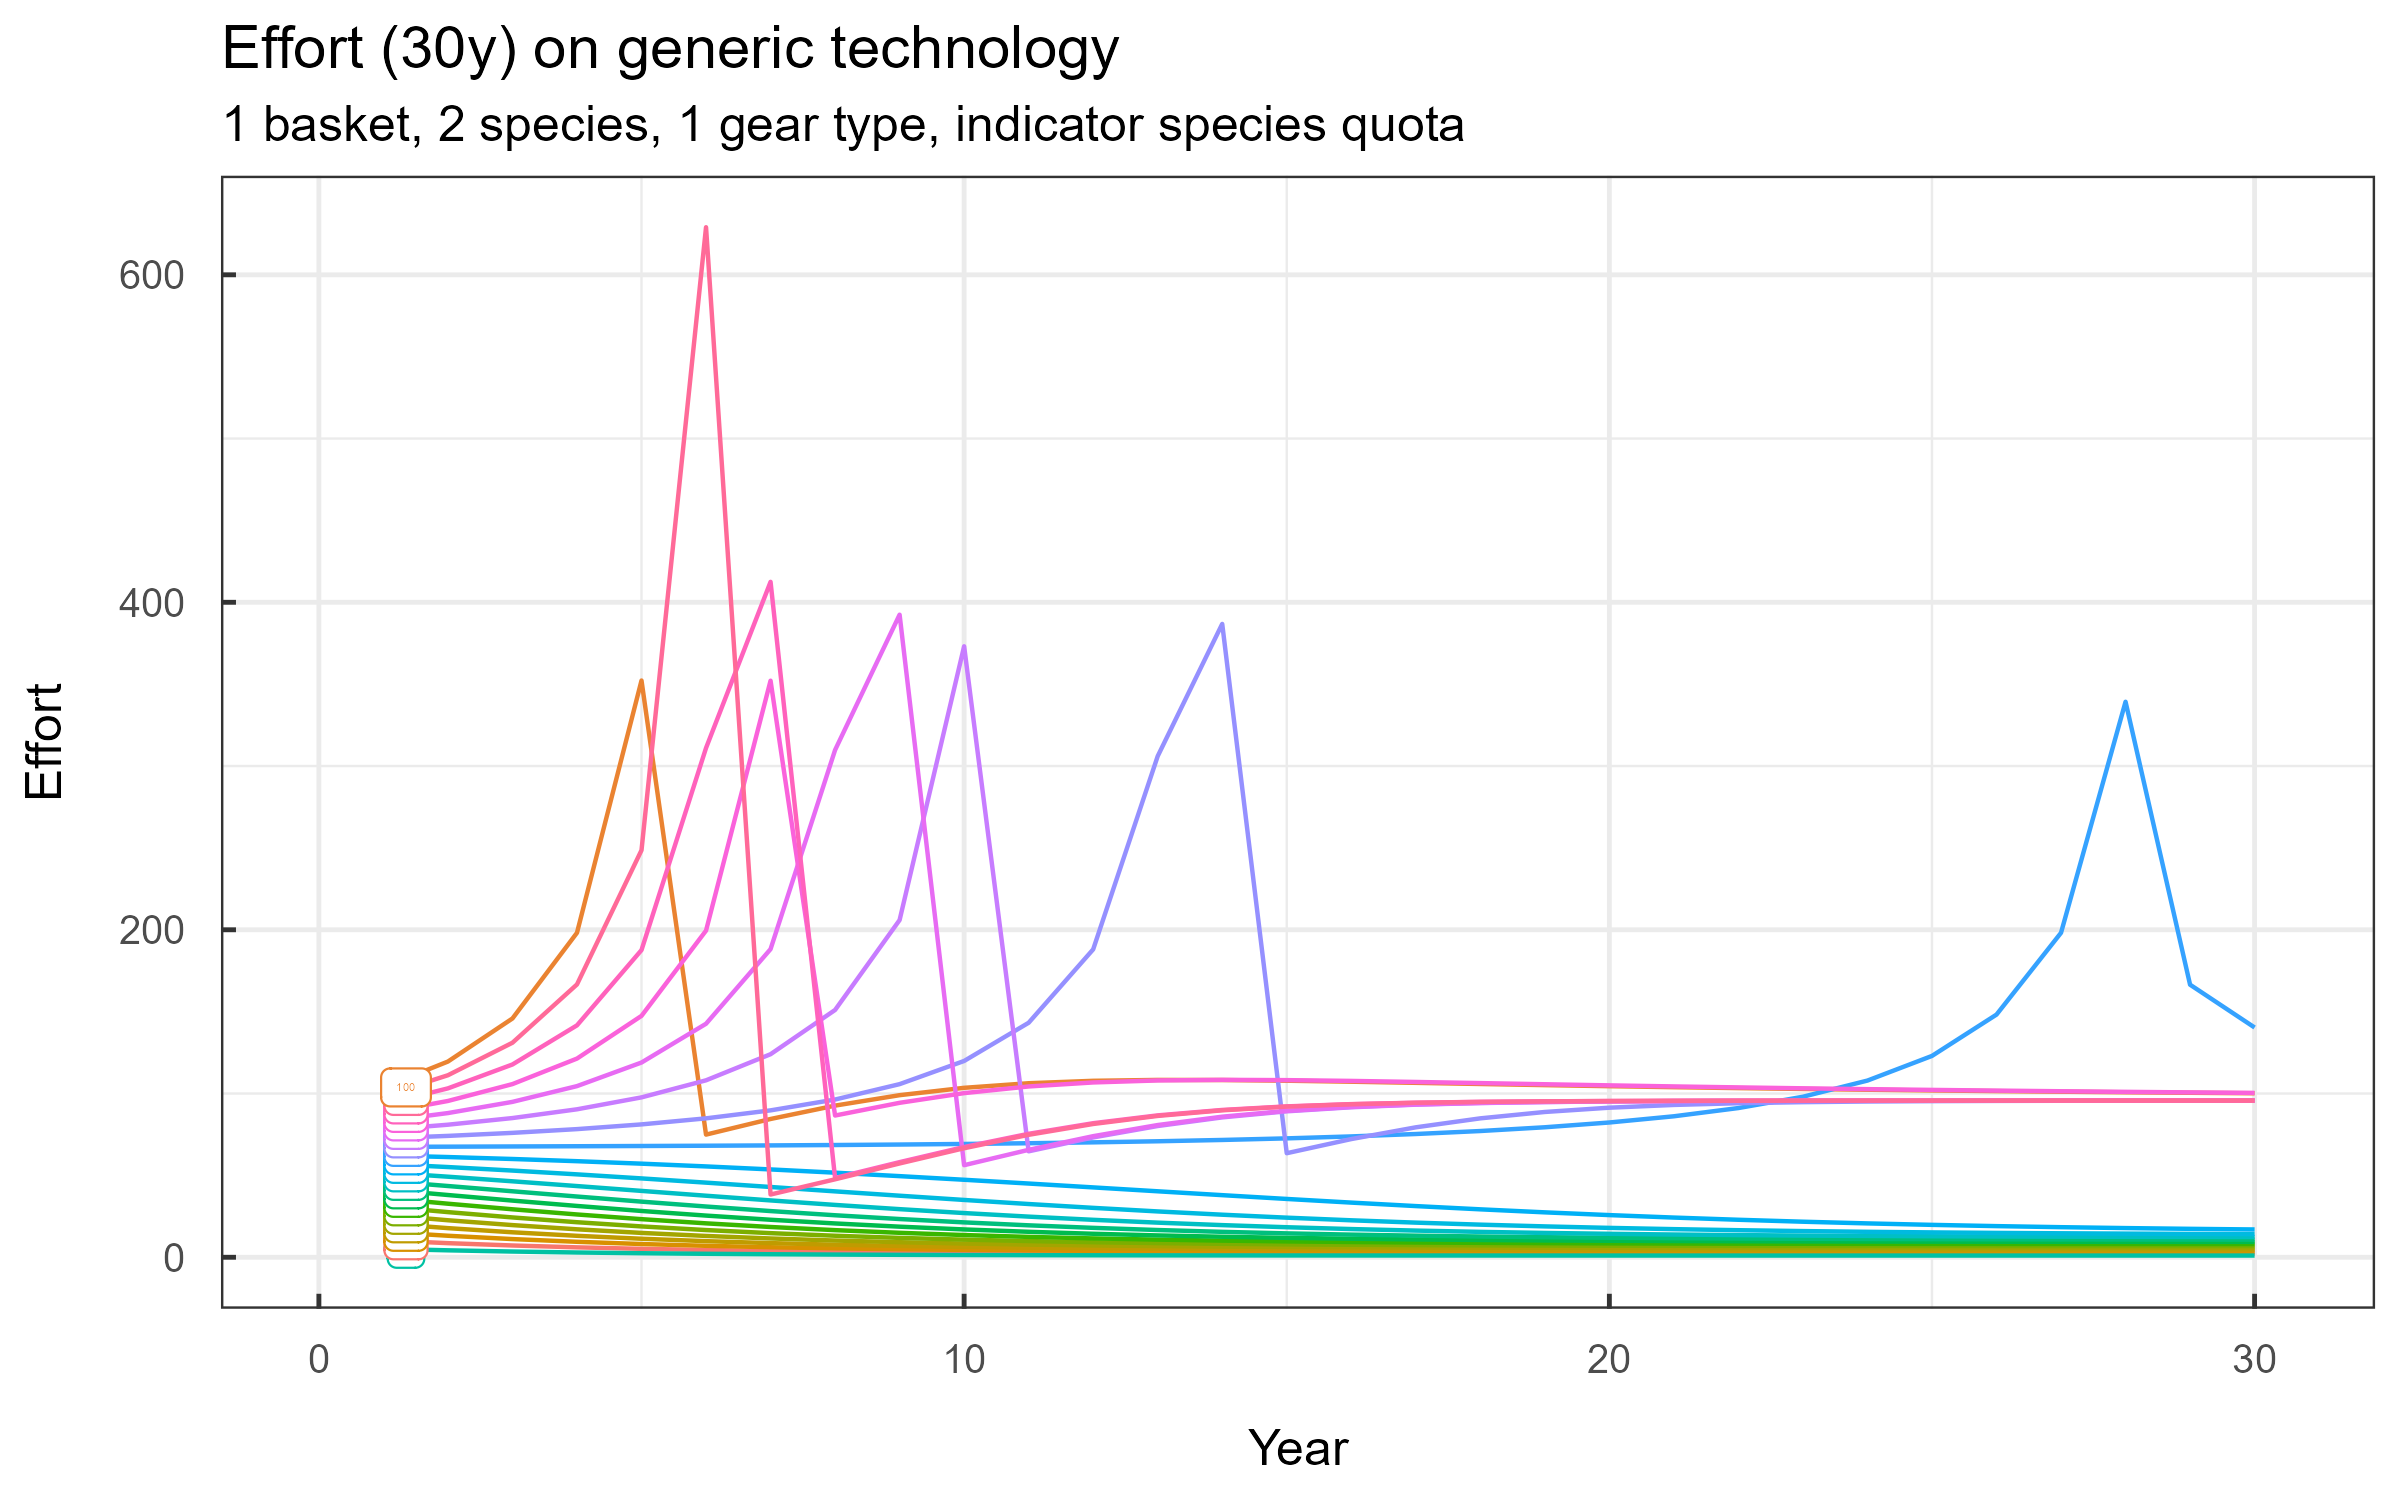 Effort (30y) on generic technology
1 basket, 2 species, 1 gear type, indicator species quota
600
400
200
0
Effort
100
0
10
20
30
Year